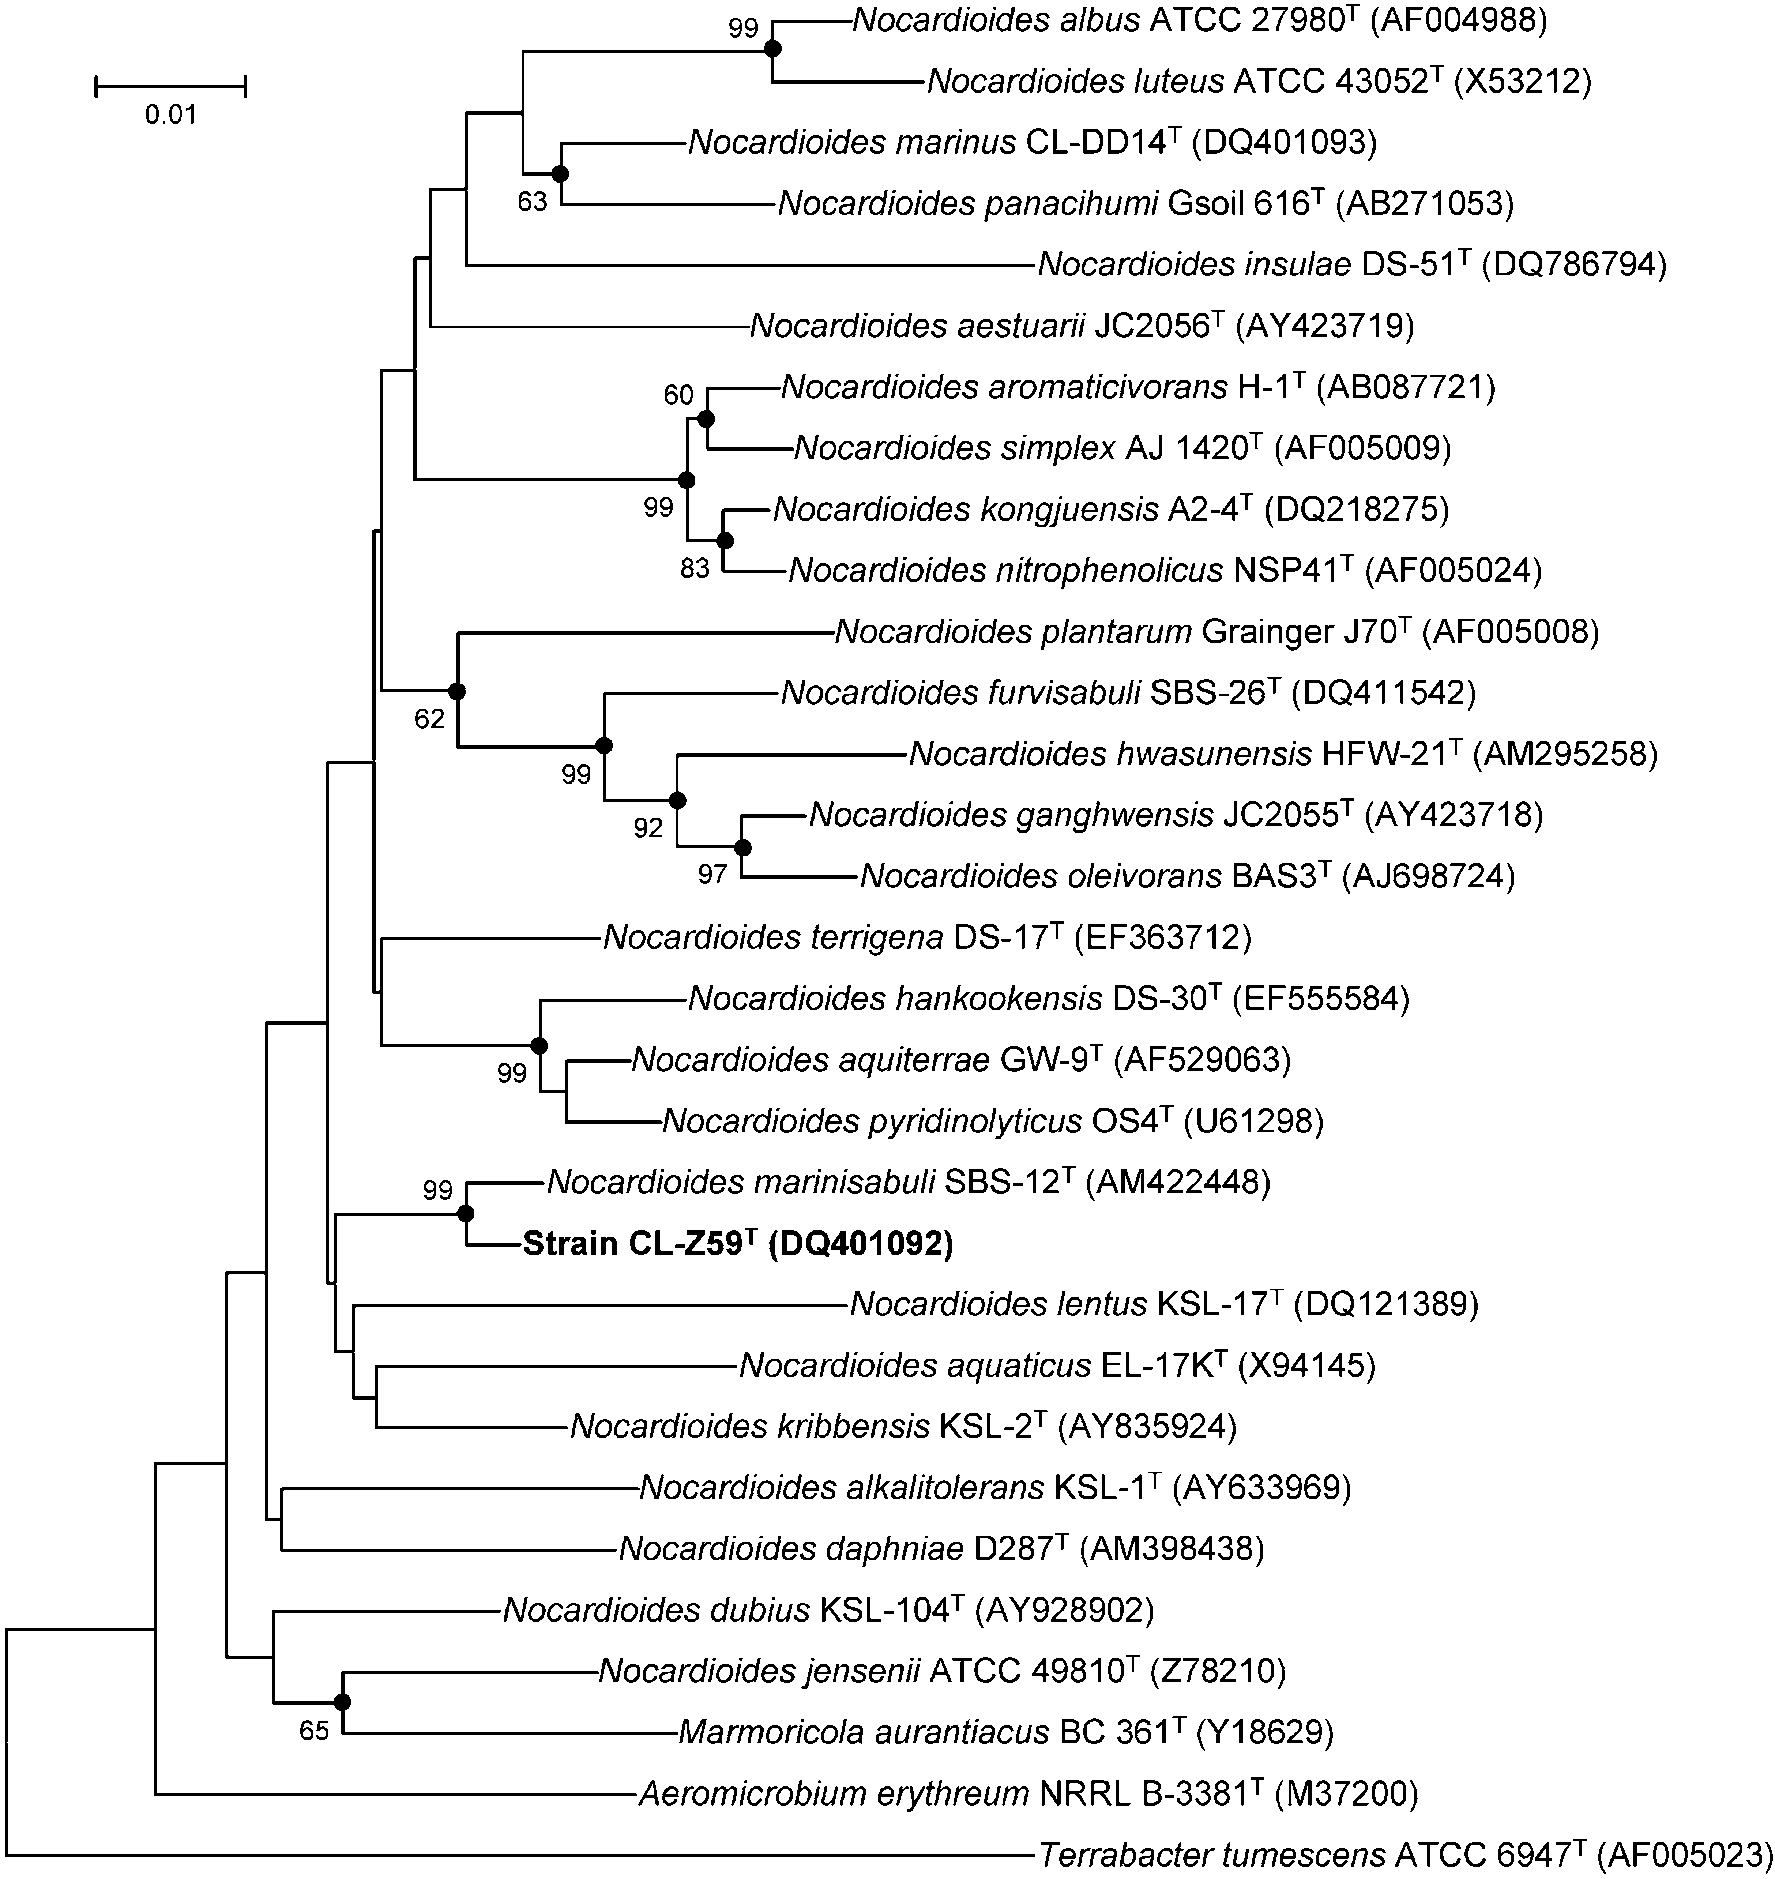 99
Nocardioides albus ATCC 27980T (AF004988)
Nocardioides luteus ATCC 43052T (X53212)
0.01
Nocardioides marinus CL-DD14T (DQ401093)
63
Nocardioides panacihumi Gsoil 616T (AB271053)
Nocardioides insulae DS-51T (DQ786794)
Nocardioides aestuarii JC2056T (AY423719)
60
Nocardioides aromaticivorans H-1T (AB087721)
Nocardioides simplex AJ 1420T (AF005009)
99
Nocardioides kongjuensis A2-4T (DQ218275)
83
Nocardioides nitrophenolicus NSP41T (AF005024)
Nocardioides plantarum Grainger J70T (AF005008)
62
Nocardioides furvisabuli SBS-26T (DQ411542)
99
Nocardioides hwasunensis HFW-21T (AM295258)
92
Nocardioides ganghwensis JC2055T (AY423718)
97
Nocardioides oleivorans BAS3T (AJ698724)
Nocardioides terrigena DS-17T (EF363712)
Nocardioides hankookensis DS-30T (EF555584)
99
Nocardioides aquiterrae GW-9T (AF529063)
Nocardioides pyridinolyticus OS4T (U61298)
99
Nocardioides marinisabuli SBS-12T (AM422448)
Strain CL-Z59T (DQ401092)
Nocardioides lentus KSL-17T (DQ121389)
Nocardioides aquaticus EL-17KT (X94145)
Nocardioides kribbensis KSL-2T (AY835924)
Nocardioides alkalitolerans KSL-1T (AY633969)
Nocardioides daphniae D287T (AM398438)
Nocardioides dubius KSL-104T (AY928902)
Nocardioides jensenii ATCC 49810T (Z78210)
65
Marmoricola aurantiacus BC 361T (Y18629)
Aeromicrobium erythreum NRRL B-3381T (M37200)
Terrabacter tumescens ATCC 6947T (AF005023)